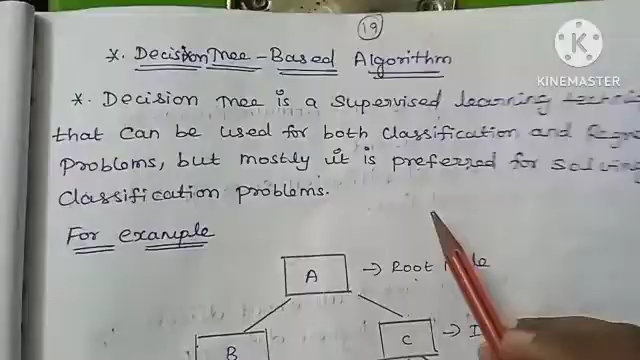 19
K
KINEMASTER
*. Decision Tree-Based Algorithm
*. Decision Tree is a supervised learning
that can be used for both classification and
problems, but mostly it is preferred for solving
classification problems.
For example
A → Root
B
C →